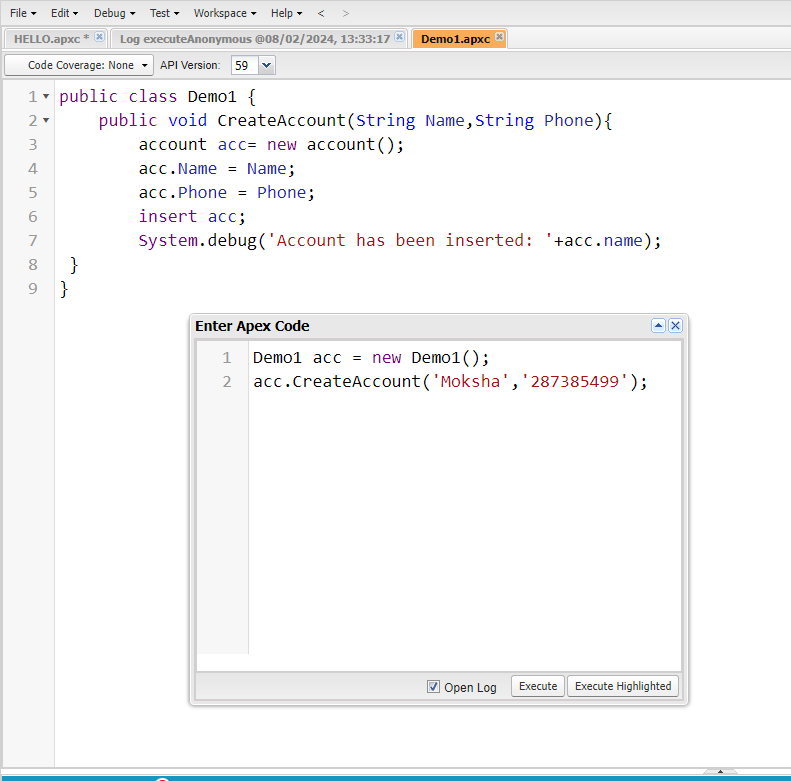 File Edit Debug Test Workspace Help < >
HELLO.apxc * Log executeAnonymous @08/02/2024, 13:33:17 Demo1.apxc
Code Coverage: None API Version: 59
1 public class Demo1 {
2 public void CreateAccount(String Name,String Phone){
3 account acc= new account();
4 acc.Name = Name;
5 acc.Phone = Phone;
6 insert acc;
7 System.debug('Account has been inserted: '+acc.name);
8 }
9 }
Enter Apex Code
1 Demo1 acc = new Demo1();
2 acc.CreateAccount('Moksha','287385499');
Open Log Execute Execute Highlighted